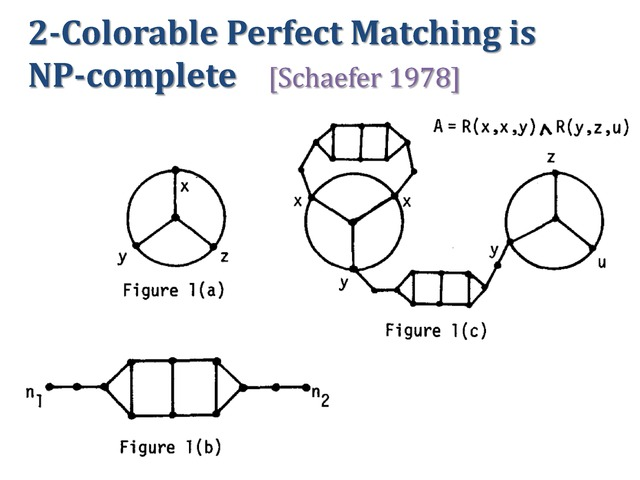 2-Colorable Perfect Matching is
NP-complete [Schaefer 1978]
A = R(x,x,y) ∧ R(y,z,u)
z
x
x
x
y
z
y
u
y
Figure 1(a)
Figure 1(c)
n1
n2
Figure 1(b)